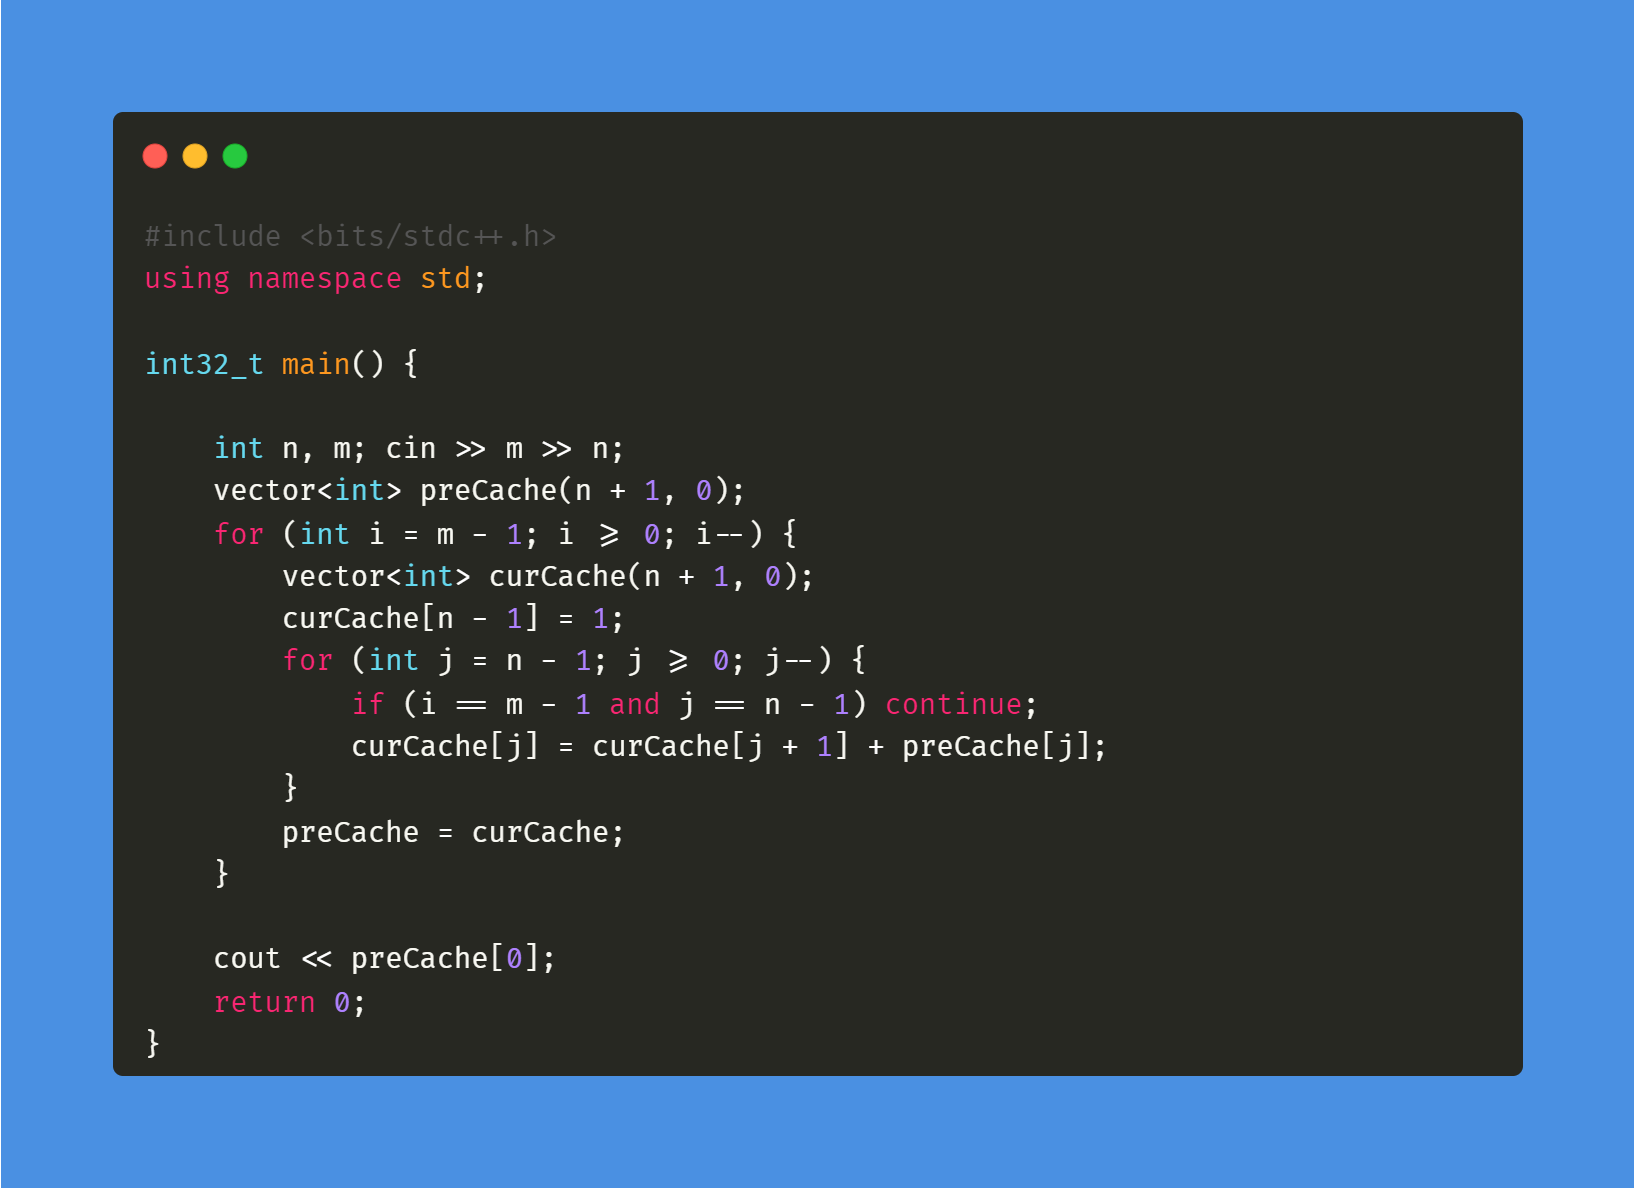 #include <bits/stdc++.h>
using namespace std;
int32_t main() {
    int n, m; cin >> m >> n;
    vector<int> preCache(n + 1, 0);
    for (int i = m - 1; i >= 0; i--) {
        vector<int> curCache(n + 1, 0);
        curCache[n - 1] = 1;
        for (int j = n - 1; j >= 0; j--) {
            if (i == m - 1 and j == n - 1) continue;
            curCache[j] = curCache[j + 1] + preCache[j];
        }
        preCache = curCache;
    }
    cout << preCache[0];
    return 0;
}